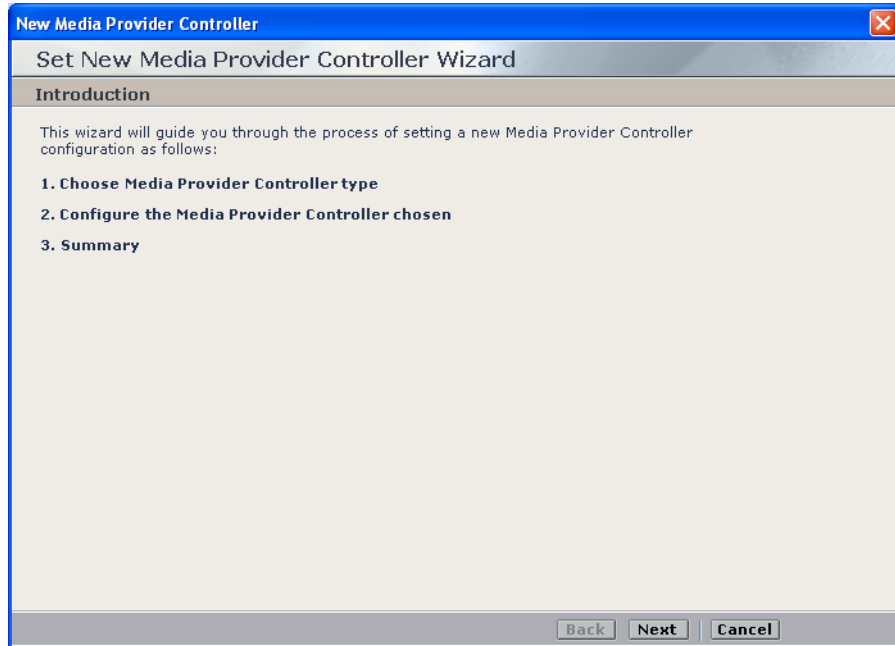 New Media Provider Controller
Set New Media Provider Controller Wizard
Introduction
This wizard will guide you through the process of setting a new Media Provider Controller
configuration as follows:
1. Choose Media Provider Controller type
2. Configure the Media Provider Controller chosen
3. Summary
Back Next Cancel